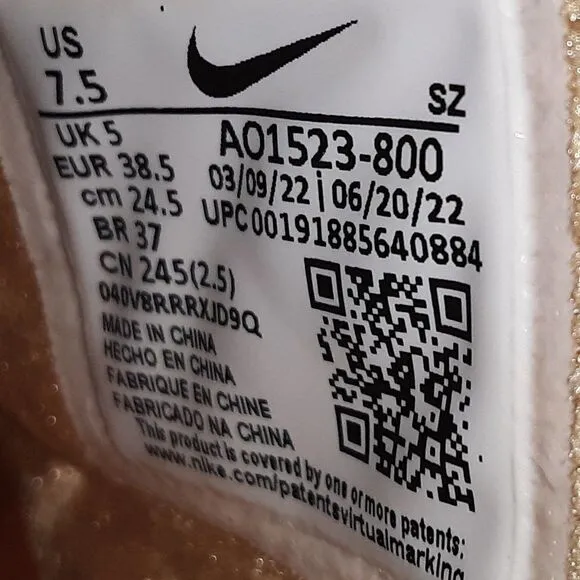 US
7.5
SZ
UK 5
EUR 38.5
cm 24.5
BR 37
CN 245(2.5)
AO1523-800
03/09/22 | 06/20/22
UPC 00191885640884
040V8RRRXJD9Q
MADE IN CHINA
HECHO EN CHINA
FABRIQUE EN CHINE
FABRICADO NA CHINA
This product is covered by one or more patents;
www.nike.com/patentsvirtualmarking